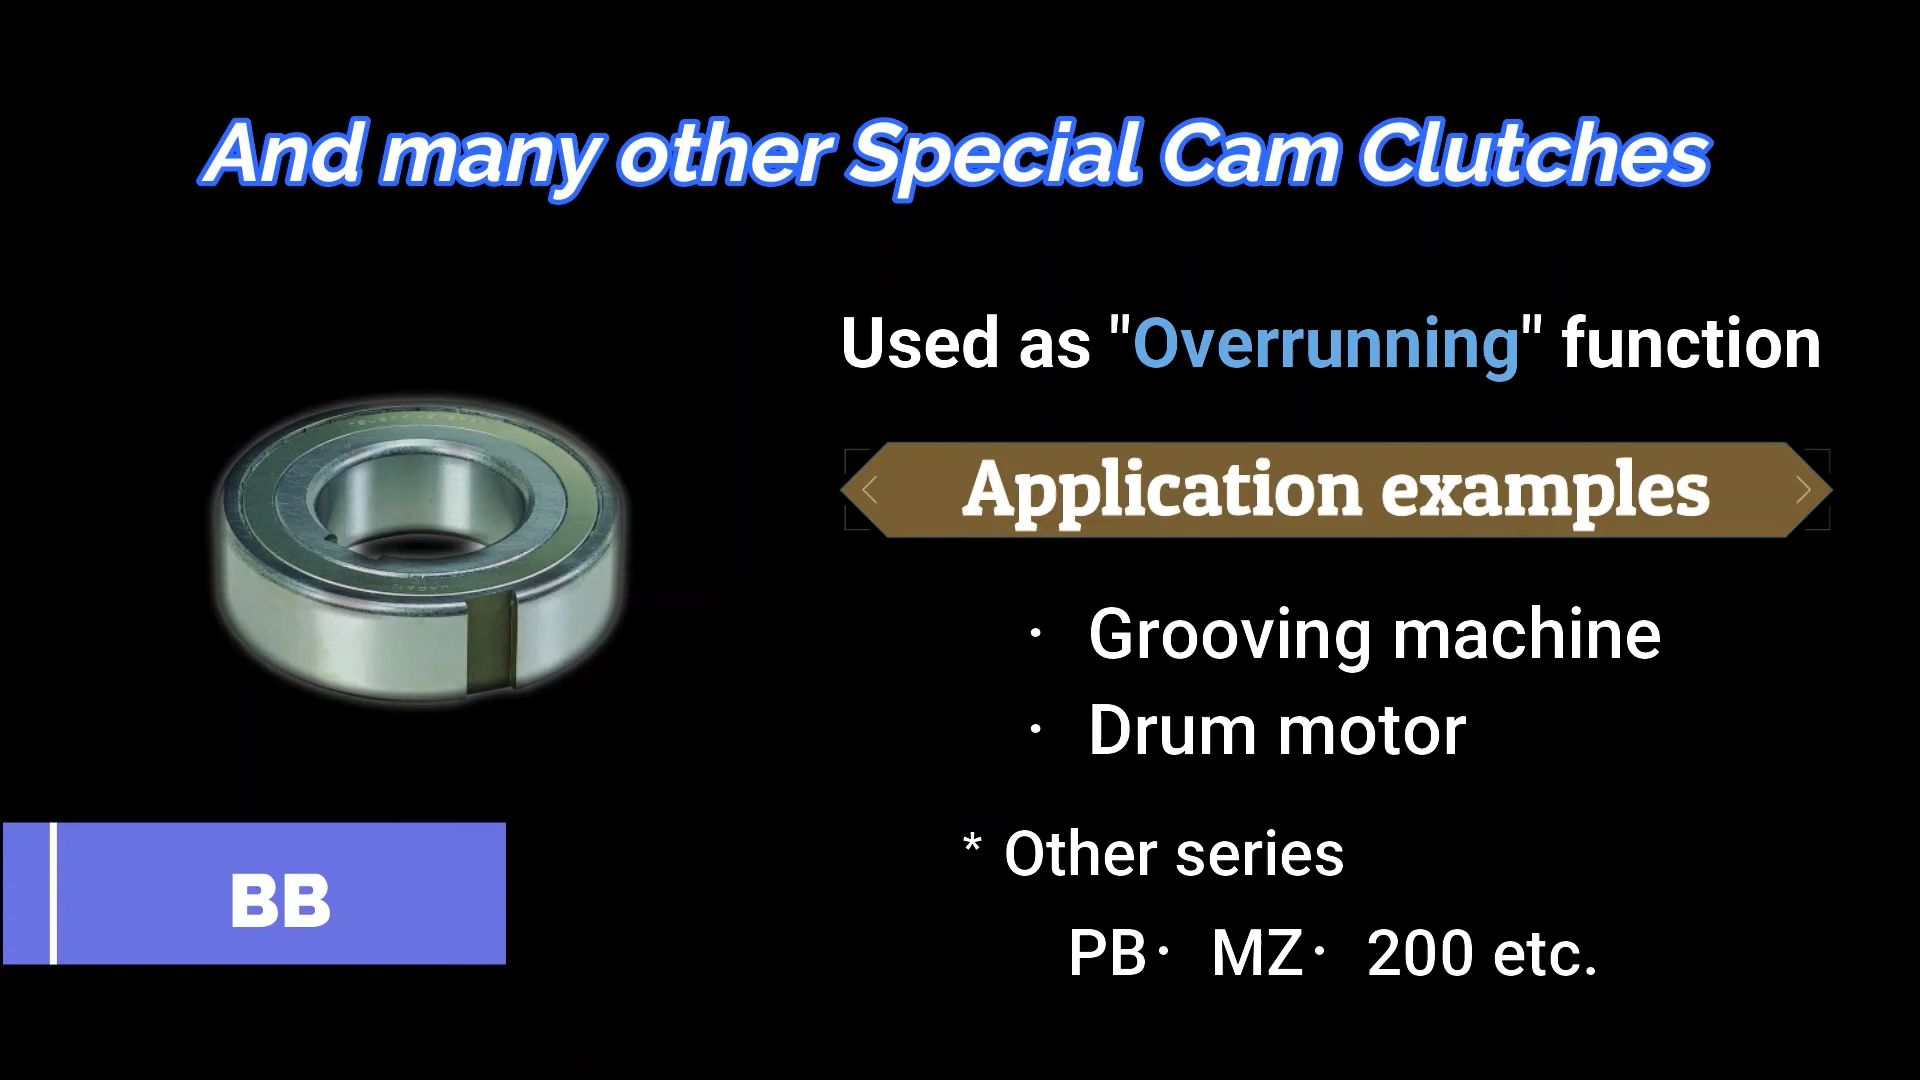 And many other Special Cam Clutches
Used as "Overrunning" function
Application examples
・ Grooving machine
・ Drum motor
* Other series
PB・ MZ・ 200 etc.
BB